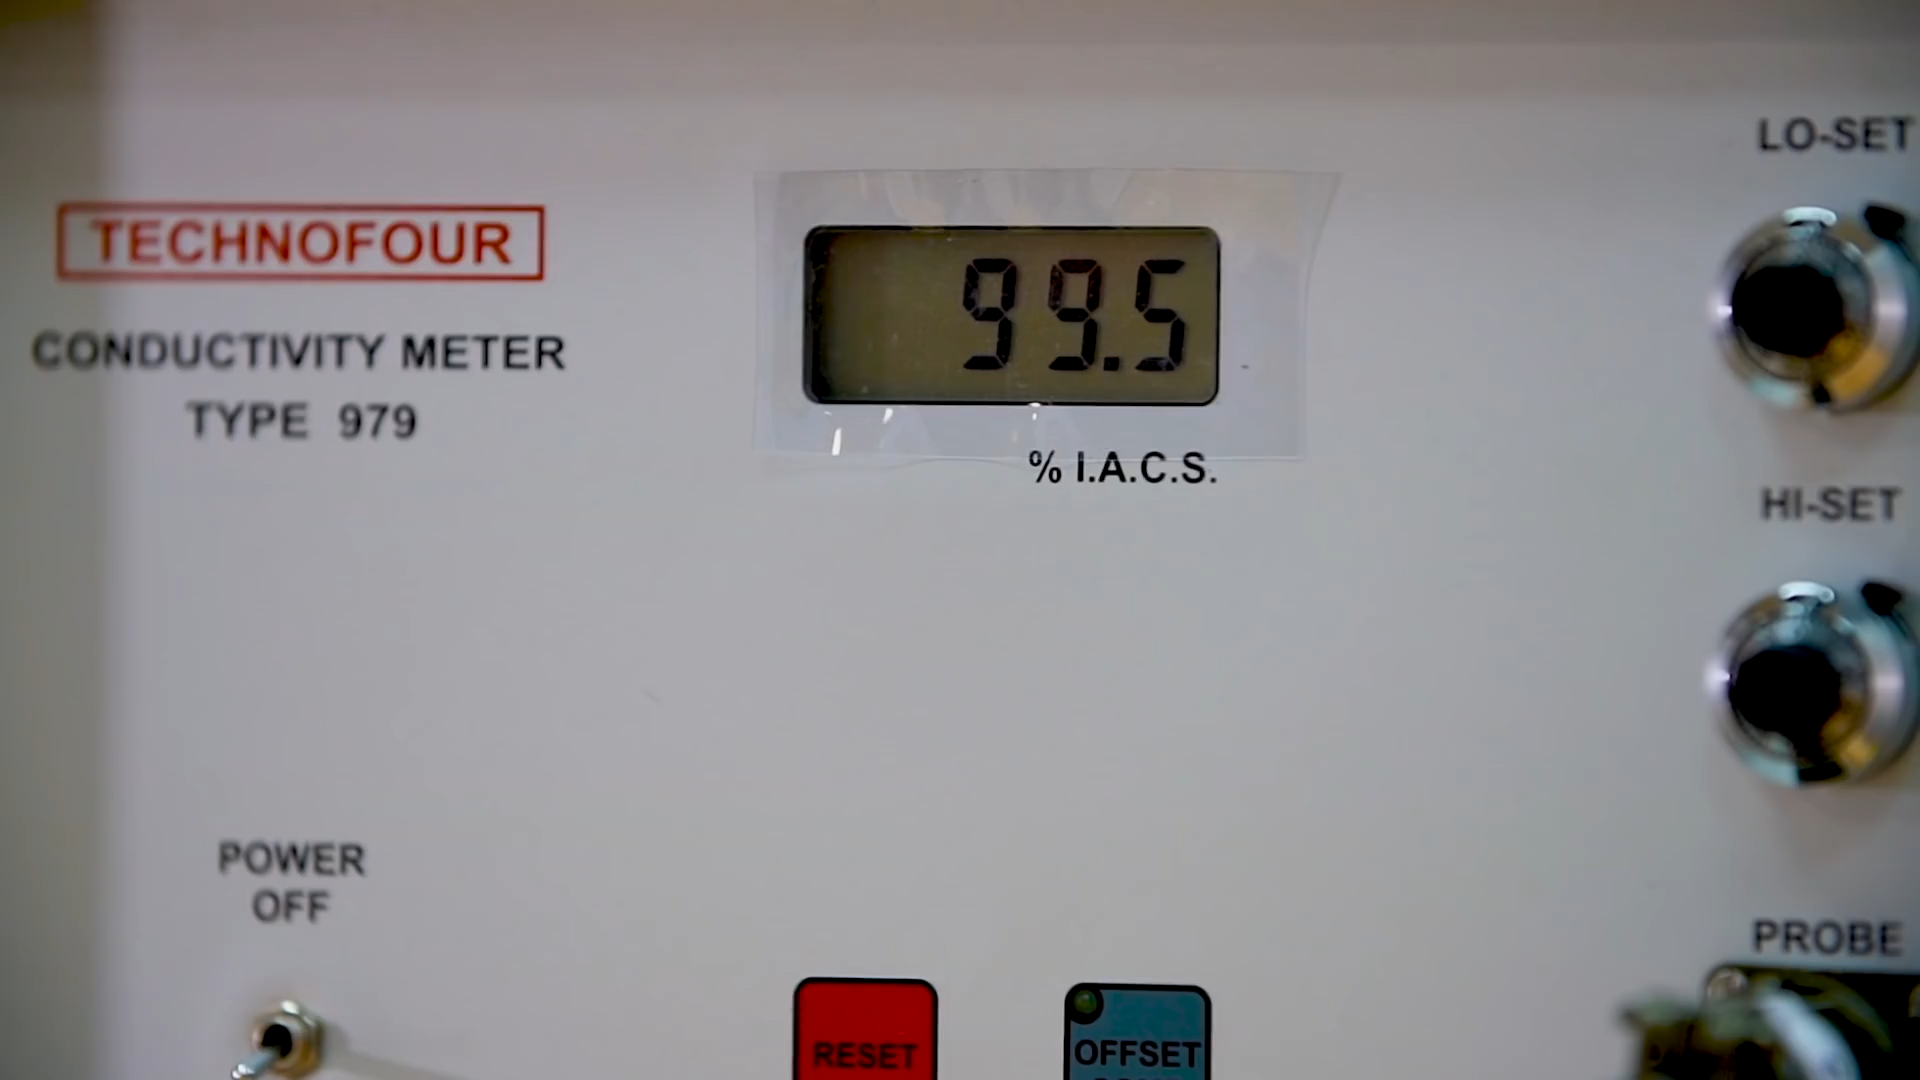 TECHNOFOUR
CONDUCTIVITY METER
TYPE 979
99.5
% I.A.C.S.
LO-SET
HI-SET
POWER
OFF
PROBE
RESET
OFFSET